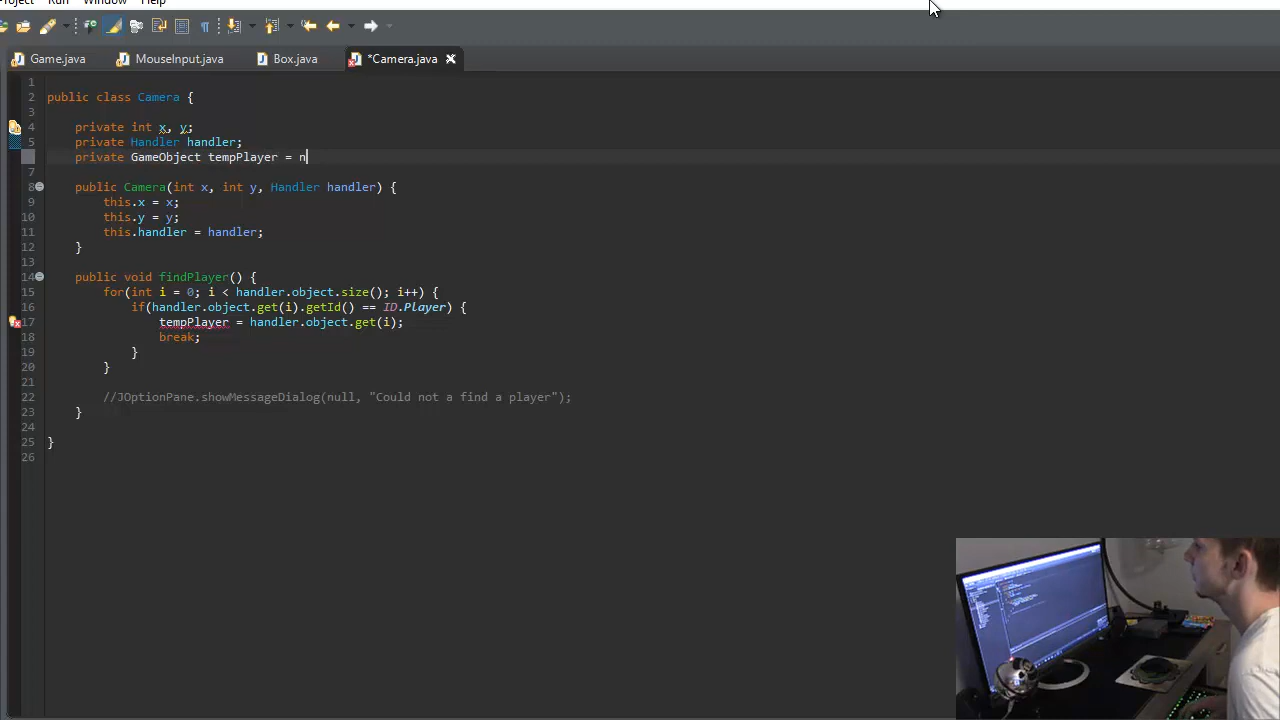 Project Run Window Help
Game.java MouseInput.java Box.java *Camera.java
1
2 public class Camera {
3
4 private int x, y;
5 private Handler handler;
private GameObject tempPlayer = n
7
8 public Camera(int x, int y, Handler handler) {
9 this.x = x;
10 this.y = y;
11 this.handler = handler;
12 }
13
14 public void findPlayer() {
15 for(int i = 0; i < handler.object.size(); i++) {
16 if(handler.object.get(i).getId() == ID.Player) {
17 tempPlayer = handler.object.get(i);
18 break;
19 }
20 }
21
22 //JOptionPane.showMessageDialog(null, "Could not a find a player");
23 }
24
25 }
26